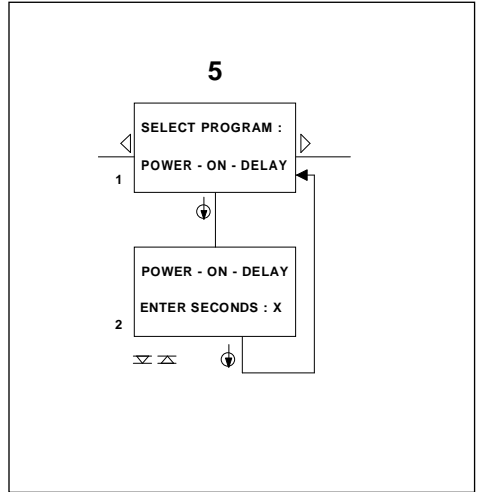 5
SELECT PROGRAM :
POWER - ON - DELAY
1
POWER - ON - DELAY
ENTER SECONDS : X
2